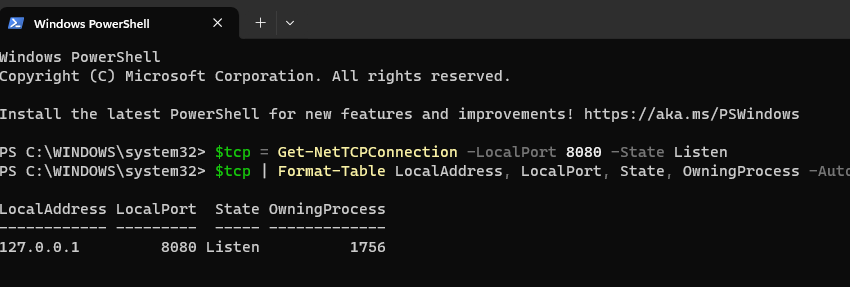 Windows PowerShell
Windows PowerShell
Copyright (C) Microsoft Corporation. All rights reserved.
Install the latest PowerShell for new features and improvements! https://aka.ms/PSWindows
PS C:\WINDOWS\system32> $tcp = Get-NetTCPConnection -LocalPort 8080 -State Listen
PS C:\WINDOWS\system32> $tcp | Format-Table LocalAddress, LocalPort, State, OwningProcess -Auto
LocalAddress LocalPort  State OwningProcess
------------ ---------  ----- -------------
127.0.0.1         8080 Listen          1756